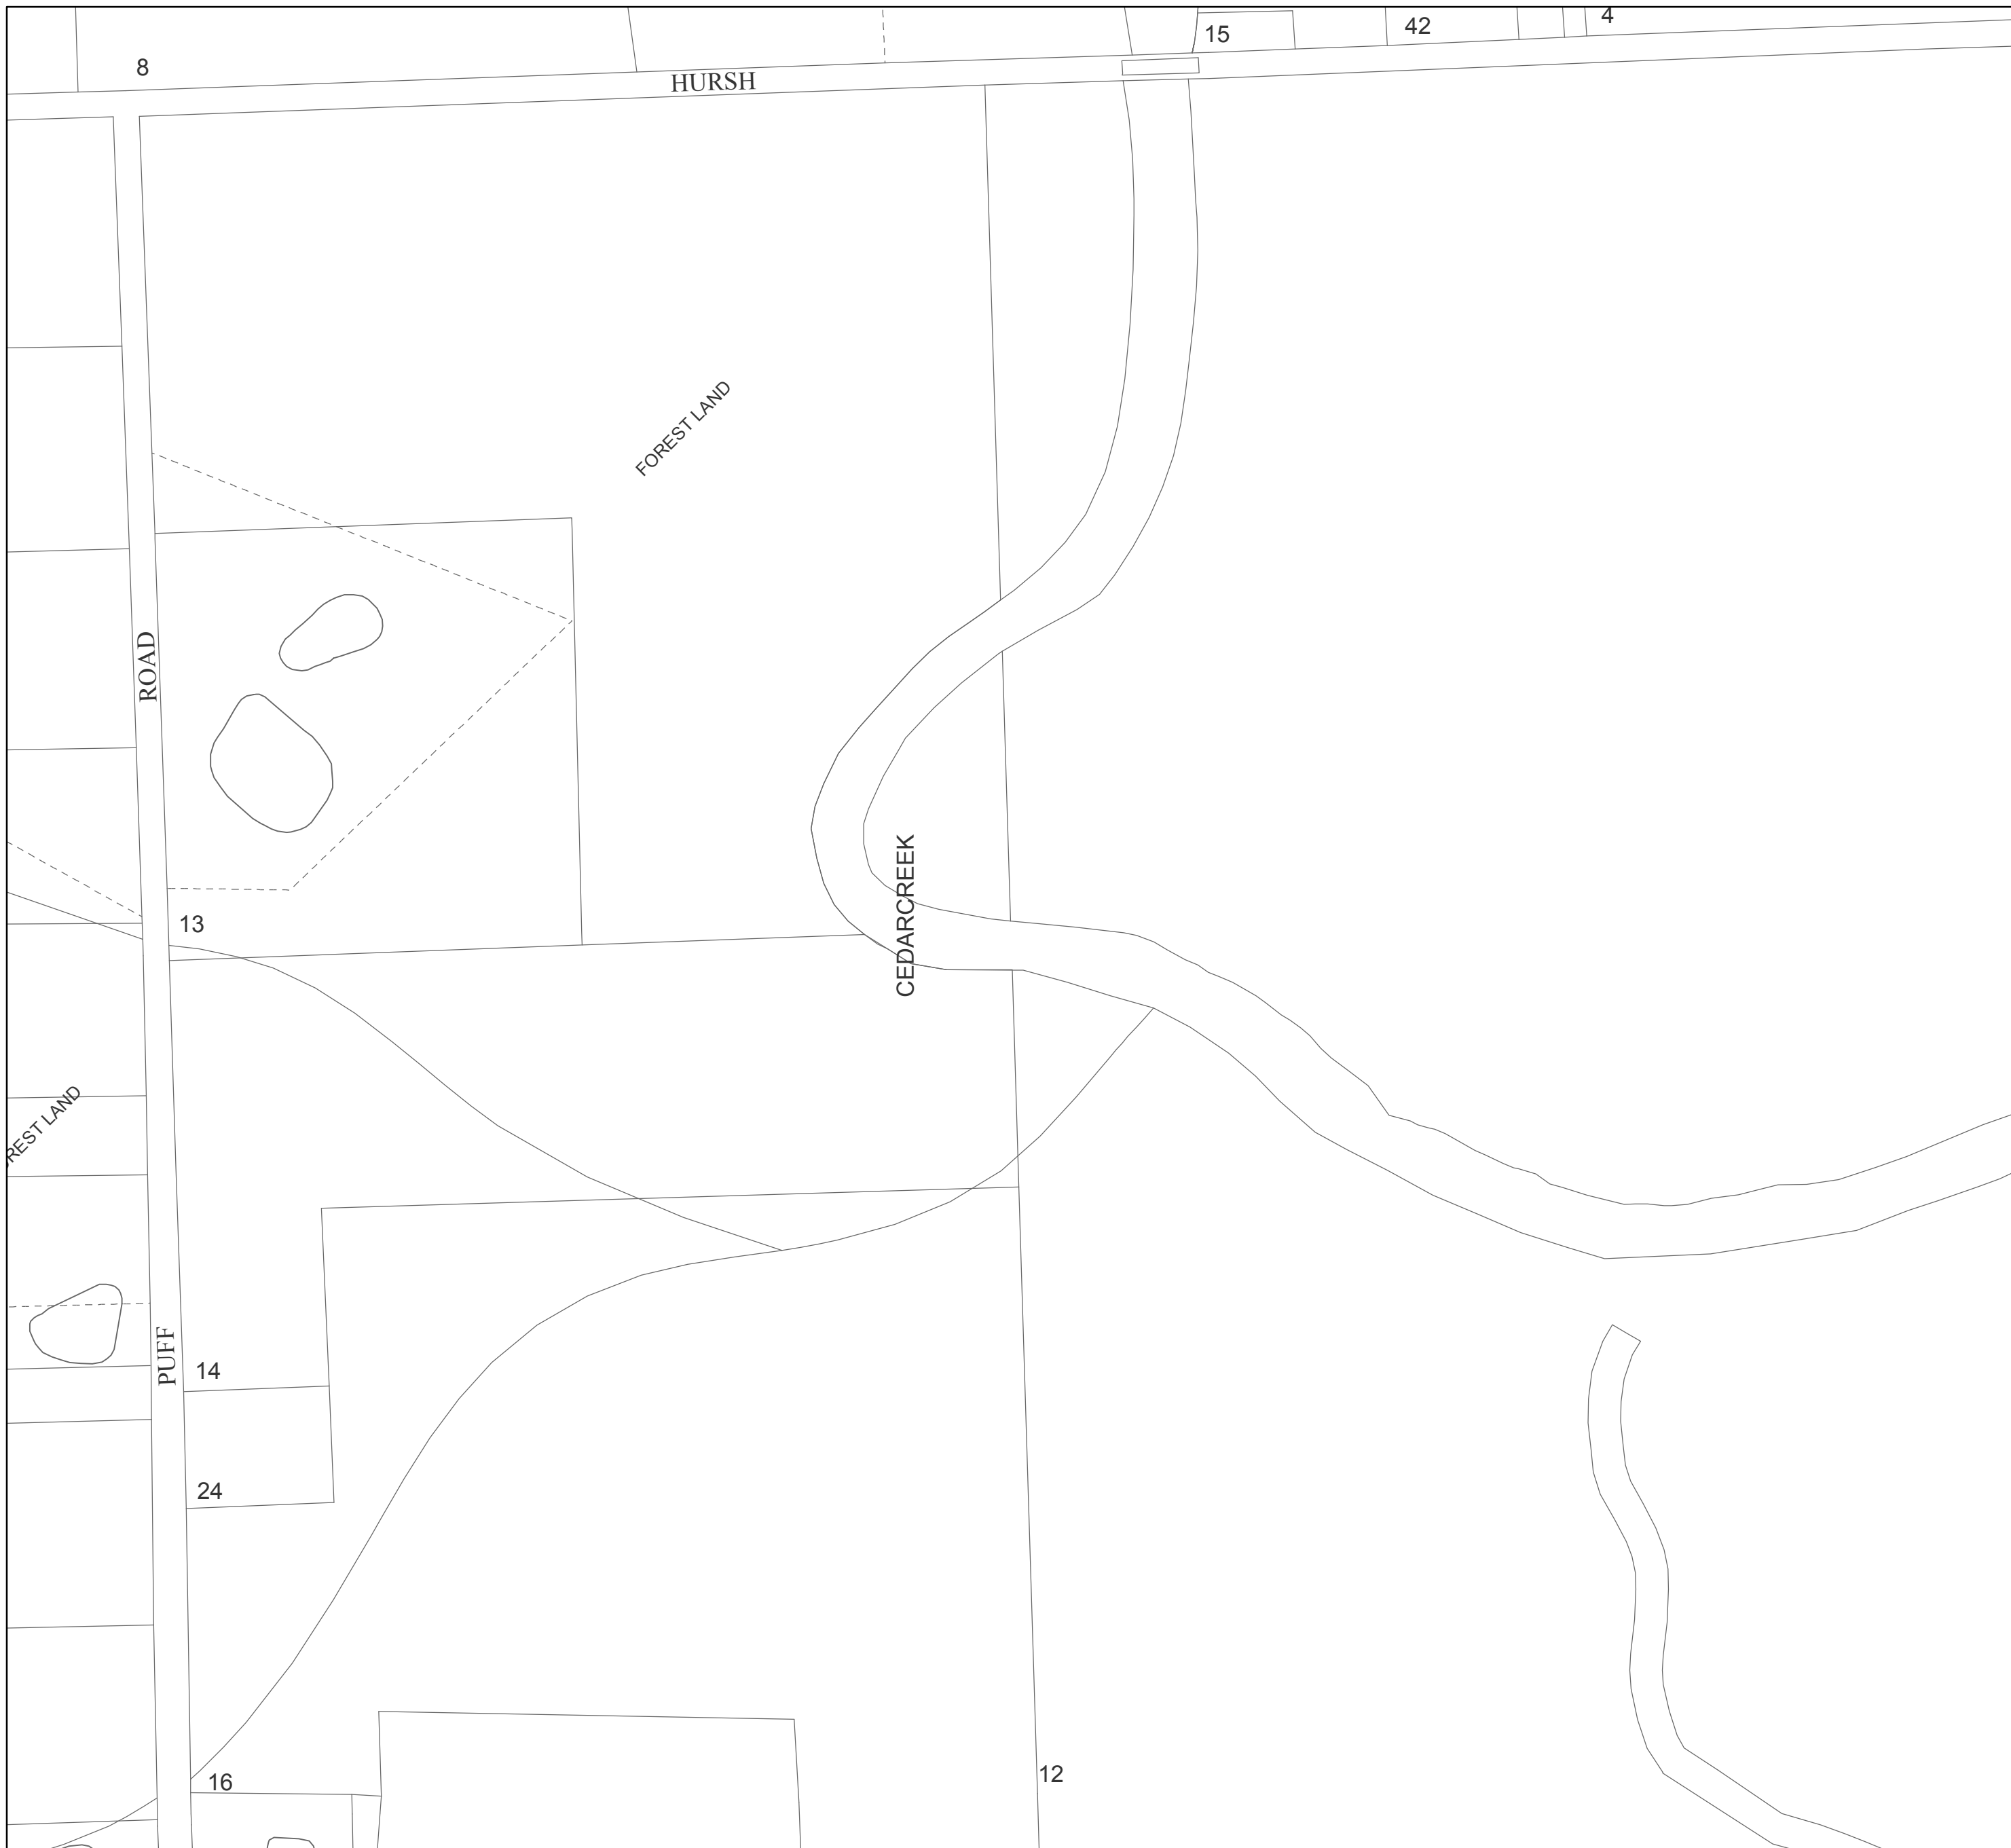 4
15
42
8
HURSH
FOREST LAND
ROAD
CEDARCREEK
13
REST LAND
PUFF
14
24
12
16